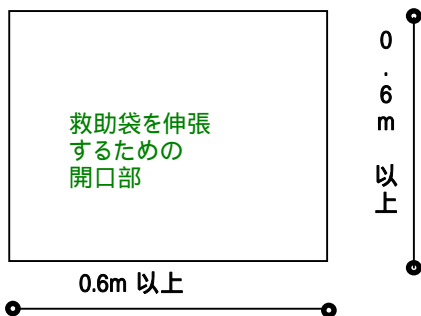 救助袋を伸張
するための
開口部
0.6m 以上
0.6m 以上